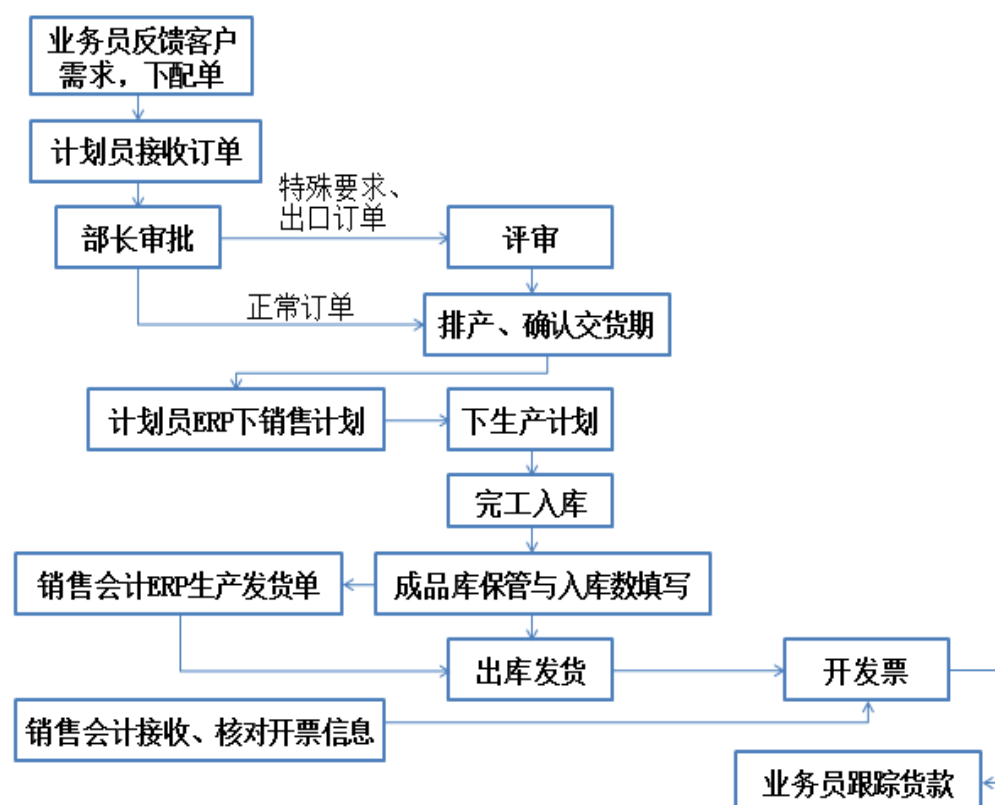 业务员反馈客户
需求，下配单
计划员接收订单
特殊要求、
出口订单
部长审批
评审
正常订单
排产、确认交货期
计划员ERP下销售计划
下生产计划
完工入库
销售会计ERP生产发货单
成品库保管与入库数填写
出库发货
开发票
销售会计接收、核对开票信息
业务员跟踪货款